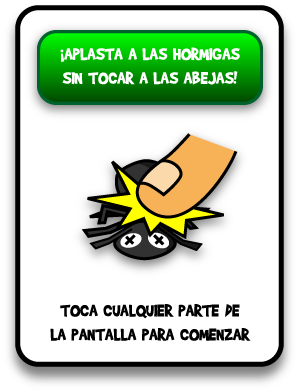 ¡APLASTA A LAS HORMIGAS
SIN TOCAR A LAS ABEJAS!
TOCA CUALQUIER PARTE DE
LA PANTALLA PARA COMENZAR